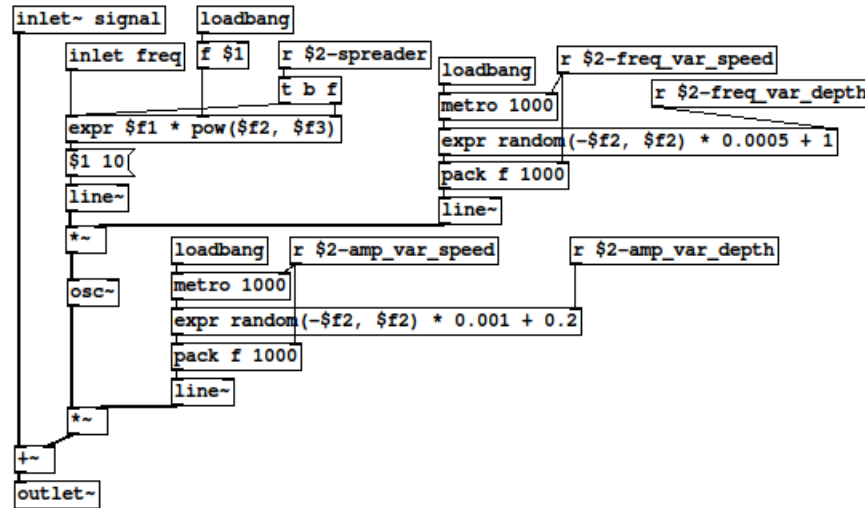 inlet~ signal
loadbang
inlet freq
f $1
r $2-spreader
t b f
expr $f1 * pow($f2, $f3)
$1 10
line~
*~
osc~
loadbang
r $2-freq_var_speed
metro 1000
r $2-freq_var_depth
expr random(-$f2, $f2) * 0.0005 + 1
pack f 1000
line~
loadbang
r $2-amp_var_speed
r $2-amp_var_depth
metro 1000
expr random(-$f2, $f2) * 0.001 + 0.2
pack f 1000
line~
*~
+~
outlet~